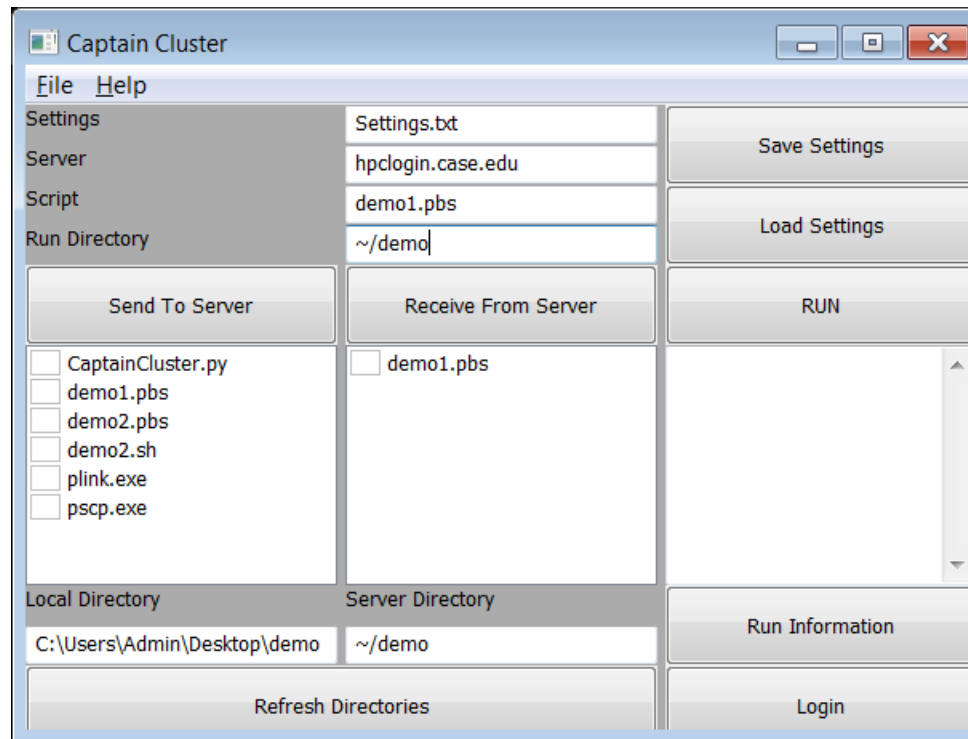 Captain Cluster
File Help
Settings
Settings.txt
Save Settings
Server
hpclogin.case.edu
Script
demo1.pbs
Load Settings
Run Directory
~/demo
Send To Server
Receive From Server
RUN
CaptainCluster.py
demo1.pbs
demo2.pbs
demo2.sh
plink.exe
pscp.exe
demo1.pbs
Local Directory
Server Directory
C:\Users\Admin\Desktop\demo
~/demo
Run Information
Refresh Directories
Login